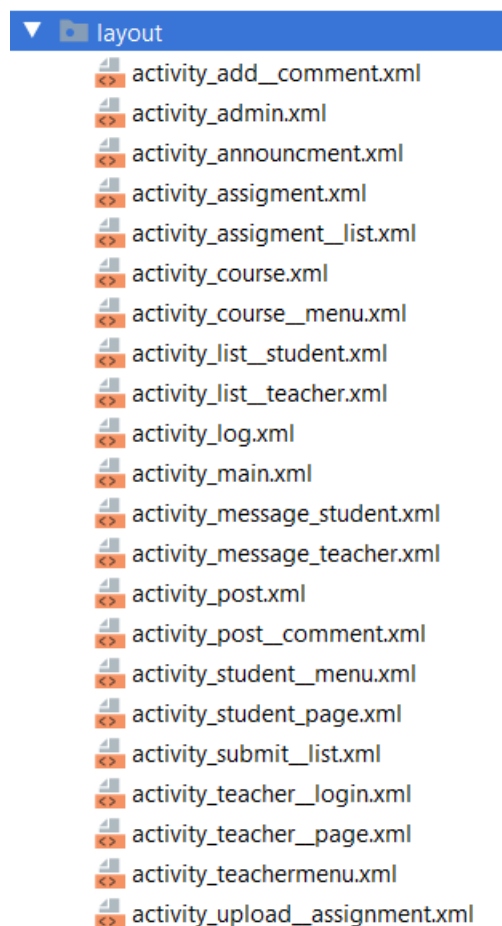 layout
activity_add__comment.xml
activity_admin.xml
activity_announcment.xml
activity_assigment.xml
activity_assigment__list.xml
activity_course.xml
activity_course__menu.xml
activity_list__student.xml
activity_list__teacher.xml
activity_log.xml
activity_main.xml
activity_message_student.xml
activity_message_teacher.xml
activity_post.xml
activity_post__comment.xml
activity_student__menu.xml
activity_student_page.xml
activity_submit__list.xml
activity_teacher__login.xml
activity_teacher__page.xml
activity_teachermenu.xml
activity_upload__assignment.xml